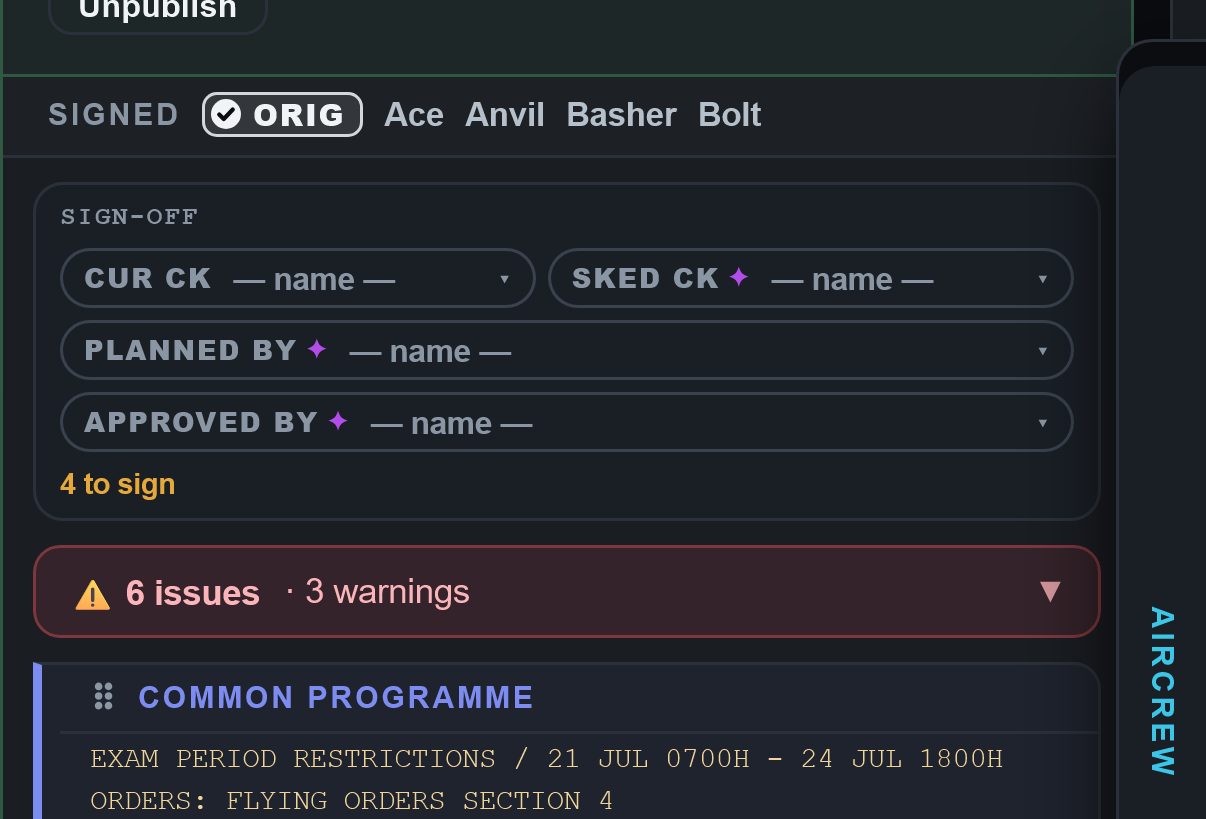 Unpublish
SIGNED ORIG Ace Anvil Basher Bolt
SIGN-OFF
CUR CK — name — SKED CK — name —
PLANNED BY — name —
APPROVED BY — name —
4 to sign
6 issues · 3 warnings
COMMON PROGRAMME
EXAM PERIOD RESTRICTIONS / 21 JUL 0700H - 24 JUL 1800H
ORDERS: FLYING ORDERS SECTION 4
AIRCREW